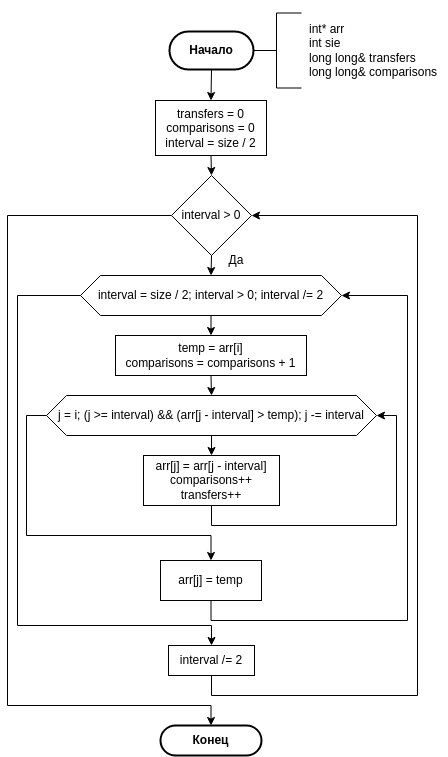 Начало
int* arr
int sie
long long& transfers
long long& comparisons
transfers = 0
comparisons = 0
interval = size / 2
interval > 0
Да
interval = size / 2; interval > 0; interval /= 2
temp = arr[i]
comparisons = comparisons + 1
j = i; (j >= interval) && (arr[j - interval] > temp); j -= interval
arr[j] = arr[j - interval]
comparisons++
transfers++
arr[j] = temp
interval /= 2
Конец